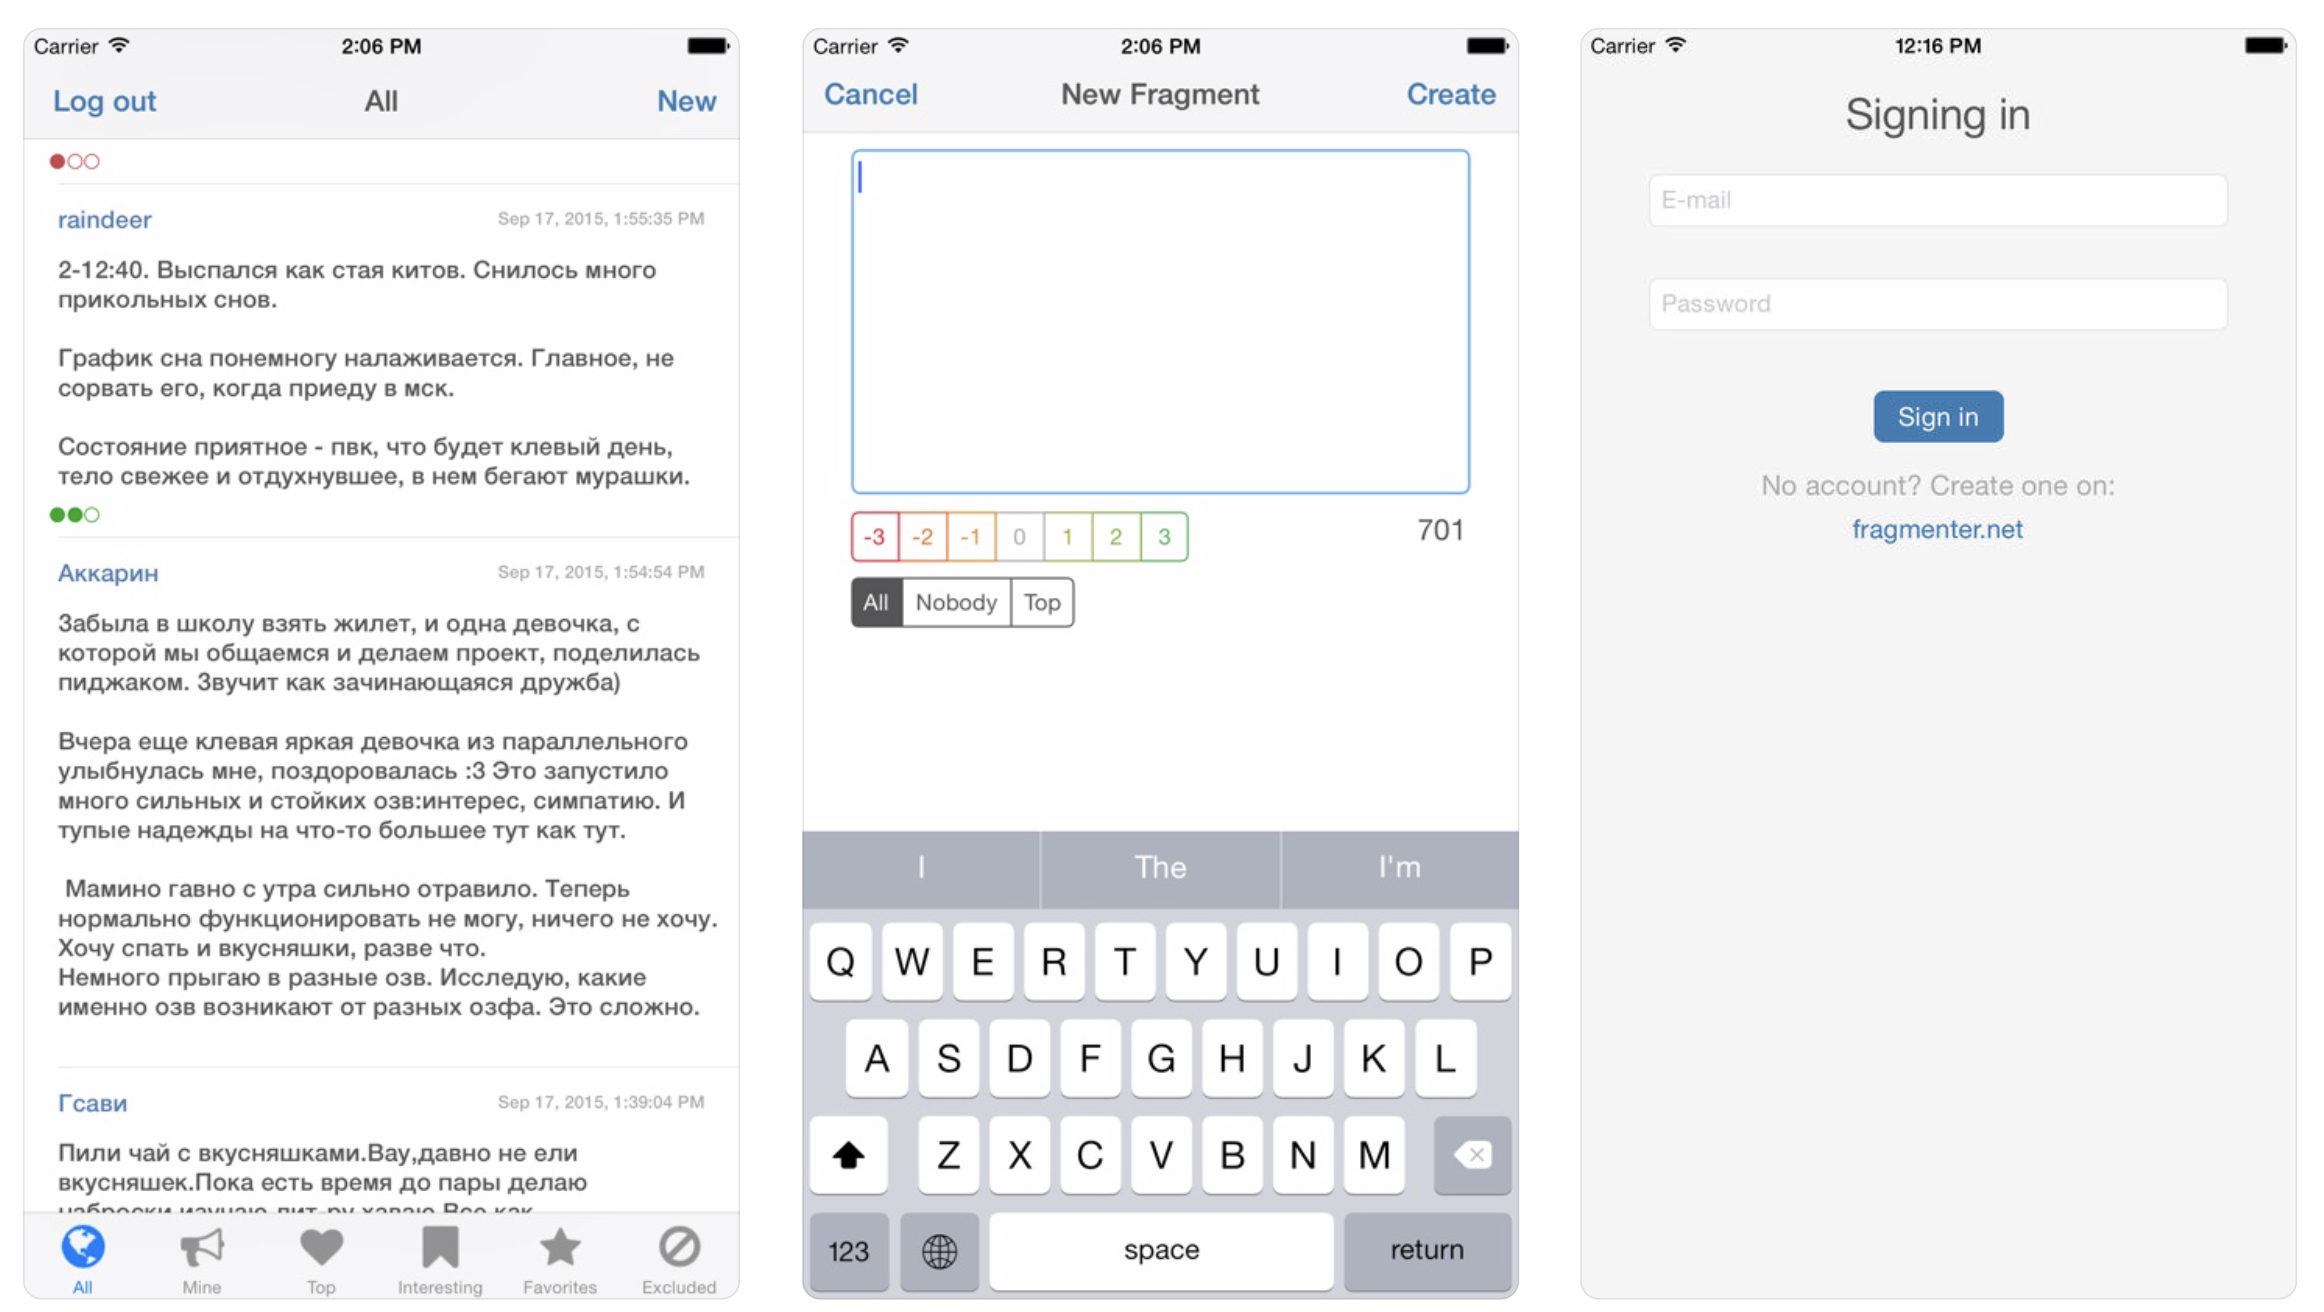 Carrier 2:06 PM
Log out All New
raindeer Sep 17, 2015, 1:55:35 PM
2-12:40. Выспался как стая китов. Снилось много
прикольных снов.
График сна понемногу налаживается. Главное, не
сорвать его, когда приеду в мск.
Состояние приятное - пвк, что будет клевый день,
тело свежее и отдухнувшее, в нем бегают мурашки.
Аккарин Sep 17, 2015, 1:54:54 PM
Забыла в школу взять жилет, и одна девочка, с
которой мы общаемся и делаем проект, поделилась
пиджаком. Звучит как зачинающаяся дружба)
Вчера еще клевая яркая девочка из параллельного
улыбнулась мне, поздоровалась :3 Это запустило
много сильных и стойких озв:интерес, симпатию. И
тупые надежды на что-то большее тут как тут.
Мамино гавно с утра сильно отравило. Теперь
нормально функционировать не могу, ничего не хочу.
Хочу спать и вкусняшки, разве что.
Немного прыгаю в разные озв. Исследую, какие
именно озв возникают от разных озфа. Это сложно.
Гсави Sep 17, 2015, 1:39:04 PM
Пили чай с вкусняшками.Вау,давно не ели
вкусняшек.Пока есть время до пары делаю
All Mine Top Interesting Favorites Excluded
Carrier 2:06 PM
Cancel New Fragment Create
-3 -2 -1 0 1 2 3 701
All Nobody Top
I The I'm
Q W E R T Y U I O P
A S D F G H J K L
Z X C V B N M
123 space return
Carrier 12:16 PM
Signing in
E-mail
Password
Sign in
No account? Create one on:
fragmenter.net